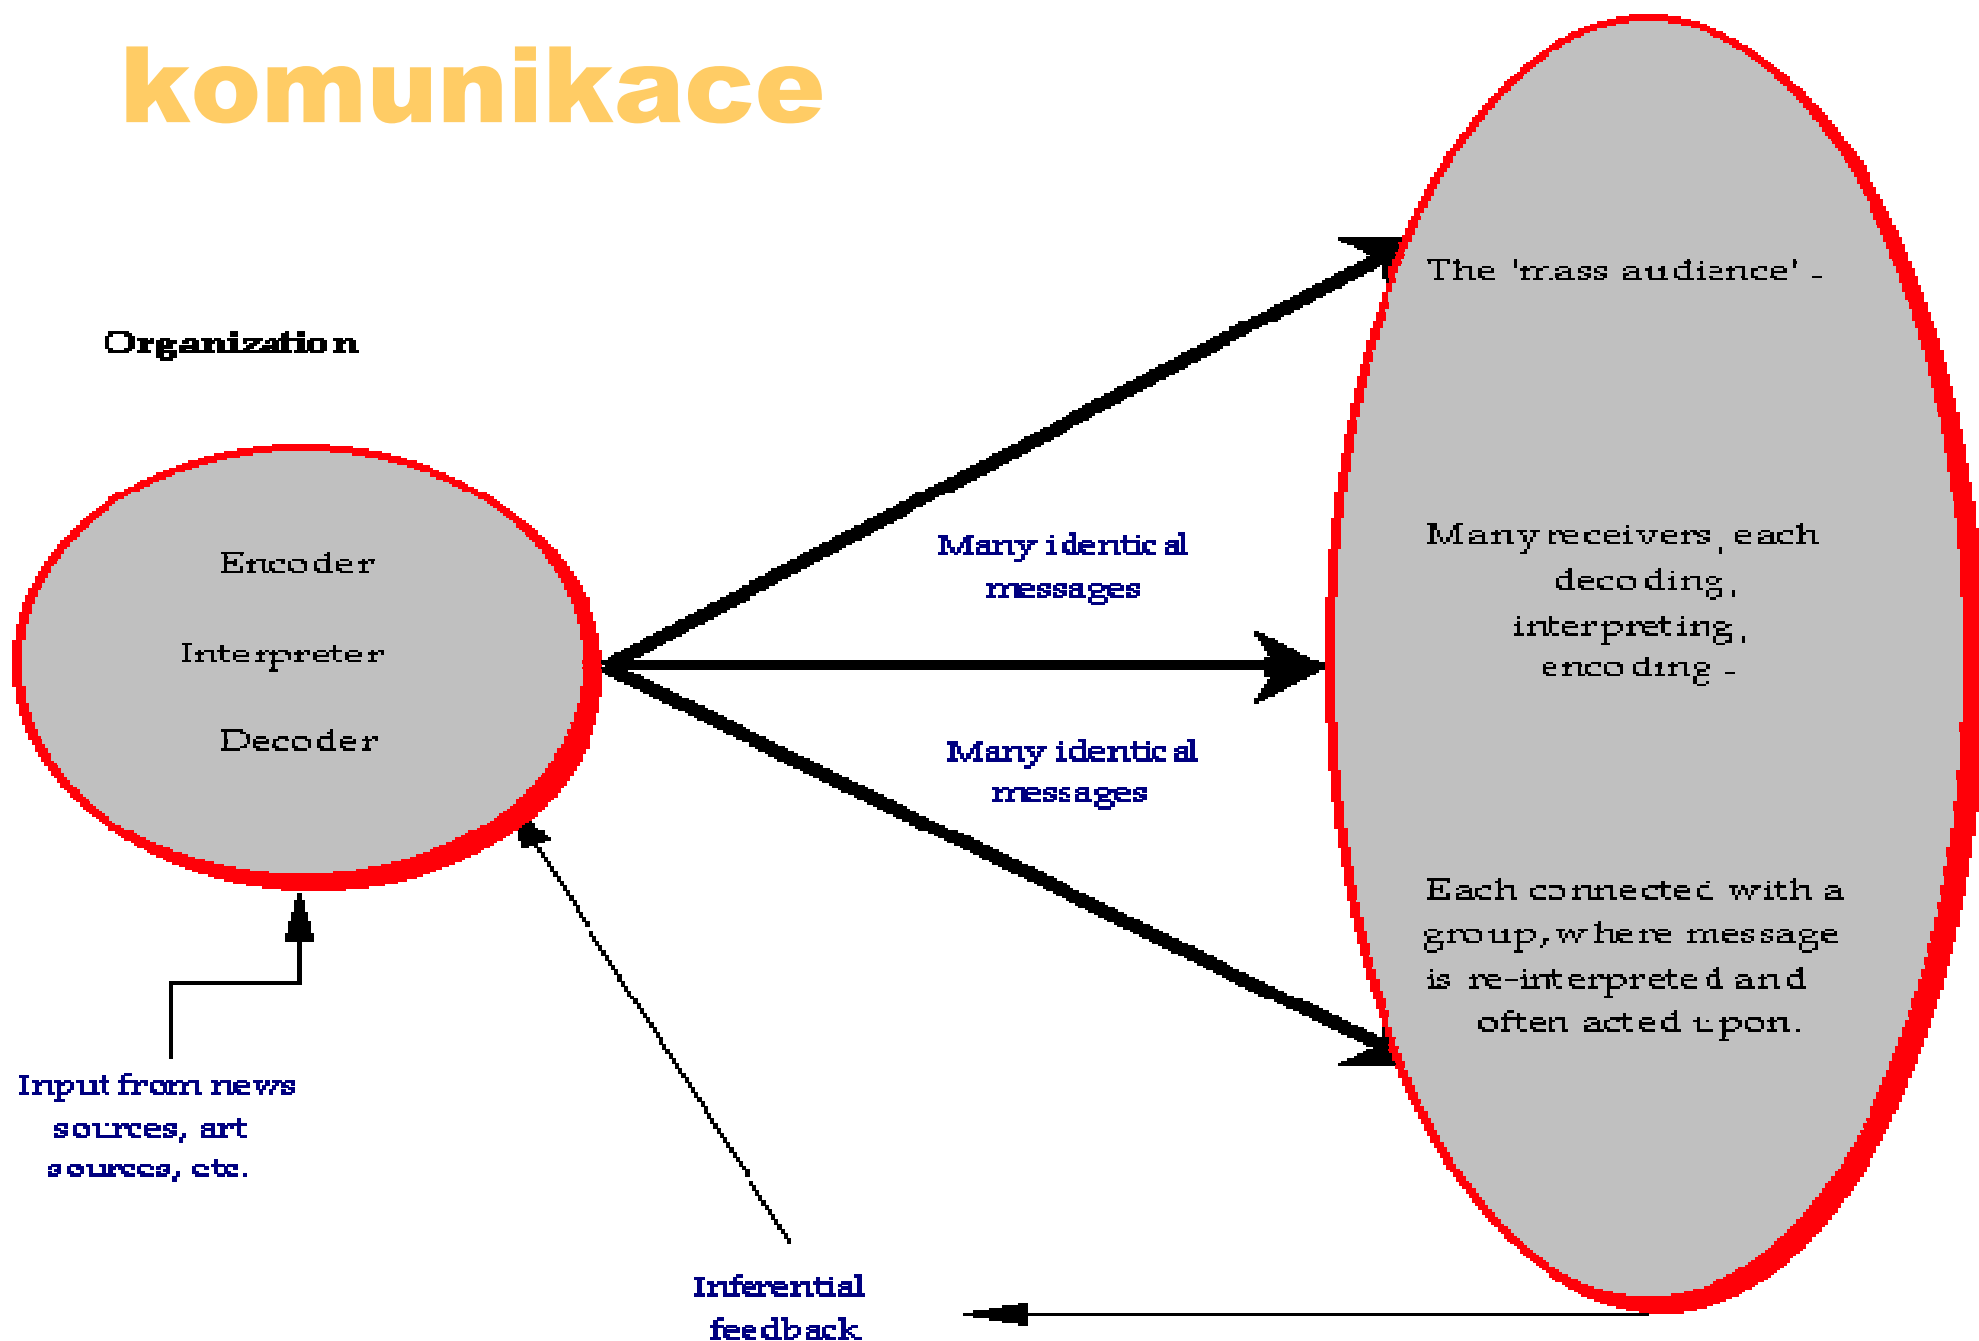 komunikace
Organization
Encoder
Interpreter
Decoder
Input from news
sources, art
sources, etc.
Many identical
messages
Many identical
messages
Inferential
feedback
The 'mass audience' -
Many receivers, each
decoding,
interpreting,
encoding -
Each connected with a
group, where message
is re-interpreted and
often acted upon.